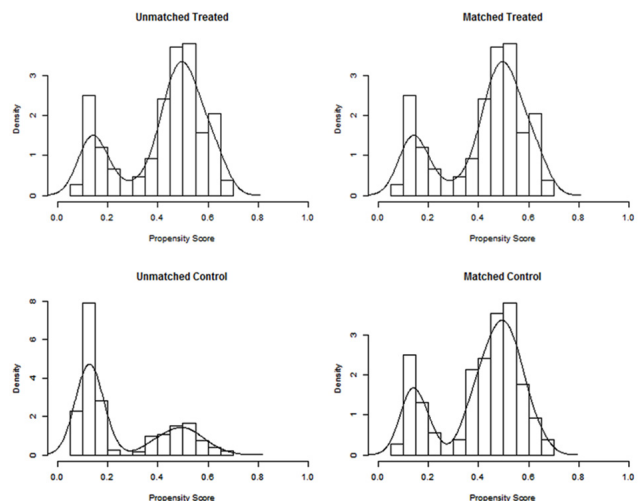 Unmatched Treated
Density
0 1 2 3
0.0 0.2 0.4 0.6 0.8 1.0
Propensity Score
Matched Treated
Density
0 1 2 3
0.0 0.2 0.4 0.6 0.8 1.0
Propensity Score
Unmatched Control
Density
0 2 4 6 8
0.0 0.2 0.4 0.6 0.8 1.0
Propensity Score
Matched Control
Density
0 1 2 3
0.0 0.2 0.4 0.6 0.8 1.0
Propensity Score